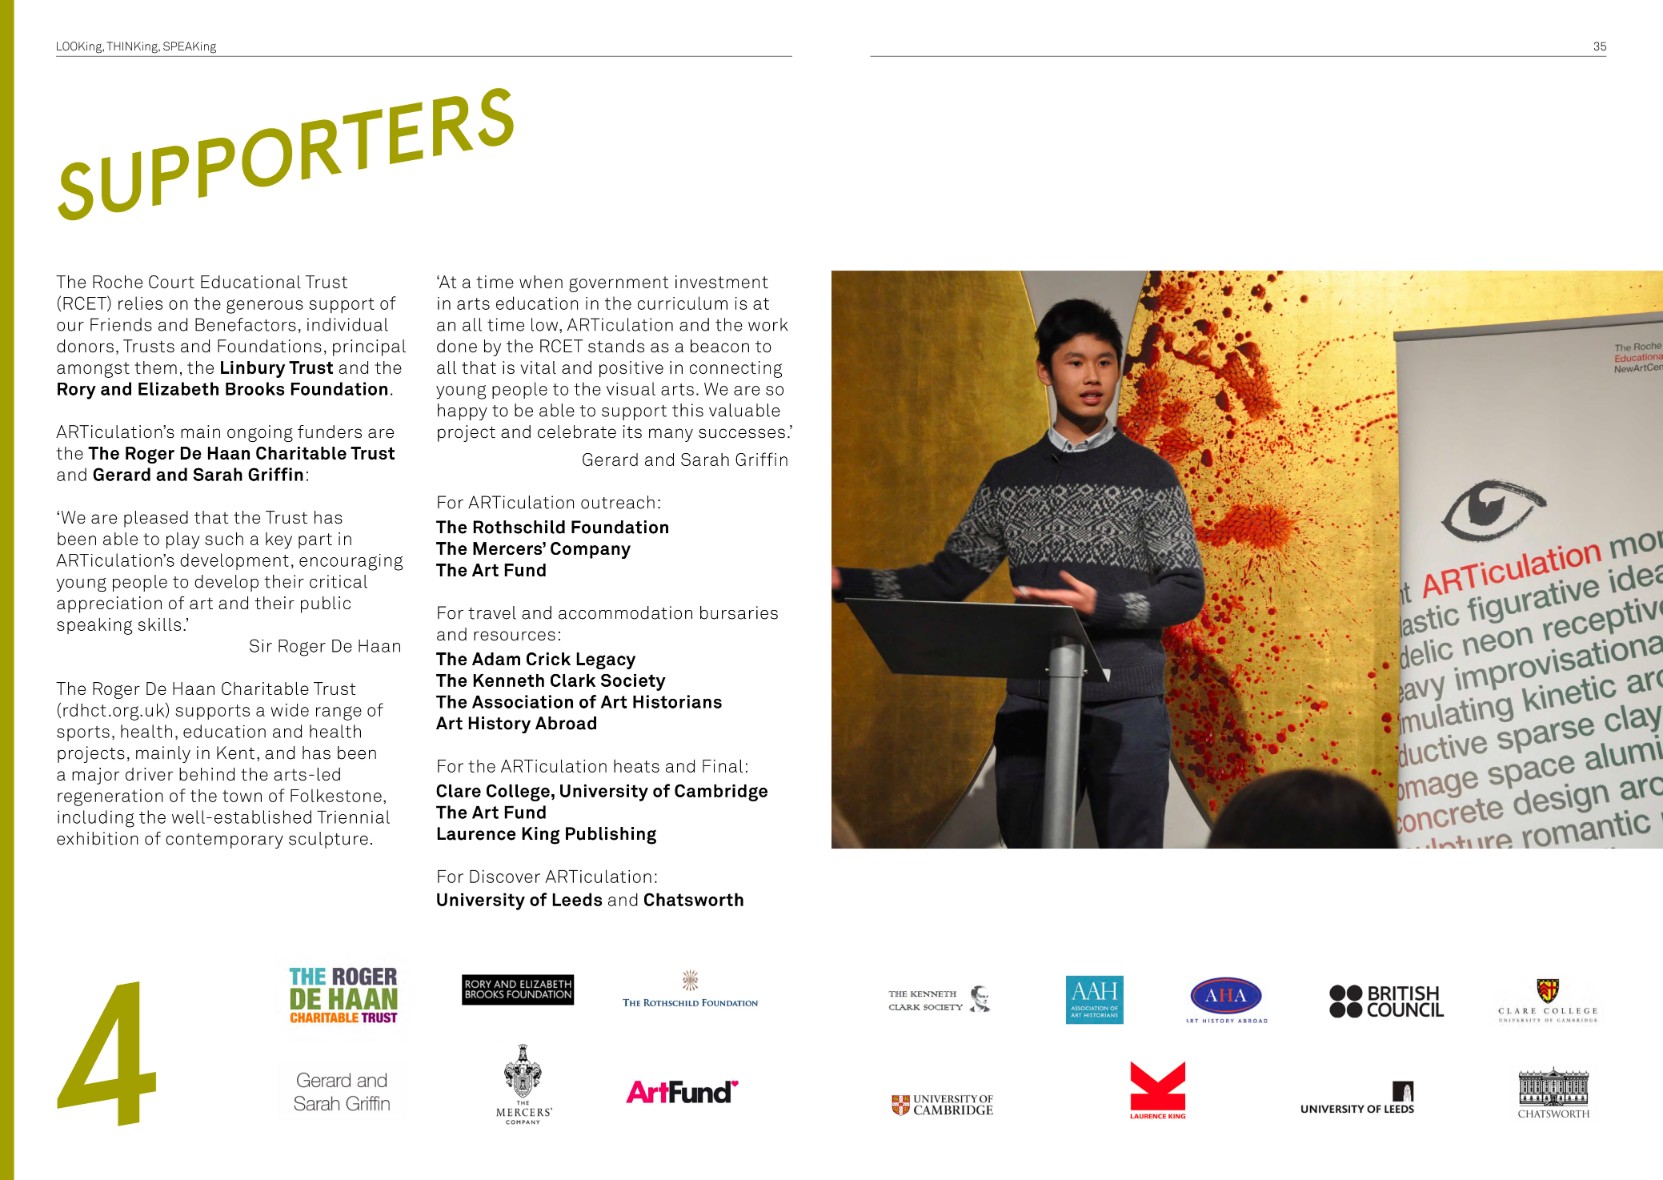 LOOKing, THINKing, SPEAKing
35
SUPPORTERS
The Roche Court Educational Trust
(RCET) relies on the generous support of
our Friends and Benefactors, individual
donors, Trusts and Foundations, principal
amongst them, the Linbury Trust and the
Rory and Elizabeth Brooks Foundation.
ARTiculation’s main ongoing funders are
the The Roger De Haan Charitable Trust
and Gerard and Sarah Griffin:
‘We are pleased that the Trust has
been able to play such a key part in
ARTiculation’s development, encouraging
young people to develop their critical
appreciation of art and their public
speaking skills.’
Sir Roger De Haan
The Roger De Haan Charitable Trust
(rdhct.org.uk) supports a wide range of
sports, health, education and health
projects, mainly in Kent, and has been
a major driver behind the arts-led
regeneration of the town of Folkestone,
including the well-established Triennial
exhibition of contemporary sculpture.
‘At a time when government investment
in arts education in the curriculum is at
an all time low, ARTiculation and the work
done by the RCET stands as a beacon to
all that is vital and positive in connecting
young people to the visual arts. We are so
happy to be able to support this valuable
project and celebrate its many successes.’
Gerard and Sarah Griffin
For ARTiculation outreach:
The Rothschild Foundation
The Mercers’ Company
The Art Fund
For travel and accommodation bursaries
and resources:
The Adam Crick Legacy
The Kenneth Clark Society
The Association of Art Historians
Art History Abroad
For the ARTiculation heats and Final:
Clare College, University of Cambridge
The Art Fund
Laurence King Publishing
For Discover ARTiculation:
University of Leeds and Chatsworth
The Roche
Educationa
NewArtCen
nt ARTiculation mor
lastic figurative idea
delic neon receptive
eavy improvisationa
mulating kinetic arc
ductive sparse clay
omage space alumi
concrete design arc
ulpture romantic
4
THE ROGER
DE HAAN
CHARITABLE TRUST
RORY AND ELIZABETH
BROOKS FOUNDATION
THE ROTHSCHILD FOUNDATION
THE KENNETH
CLARK SOCIETY
AAH
ASSOCIATION OF
ART HISTORIANS
AHA
ART HISTORY ABROAD
BRITISH
COUNCIL
CLARE COLLEGE
UNIVERSITY OF CAMBRIDGE
Gerard and
Sarah Griffin
THE
MERCERS’
COMPANY
ArtFund
UNIVERSITY OF
CAMBRIDGE
LAURENCE KING
UNIVERSITY OF LEEDS
CHATSWORTH